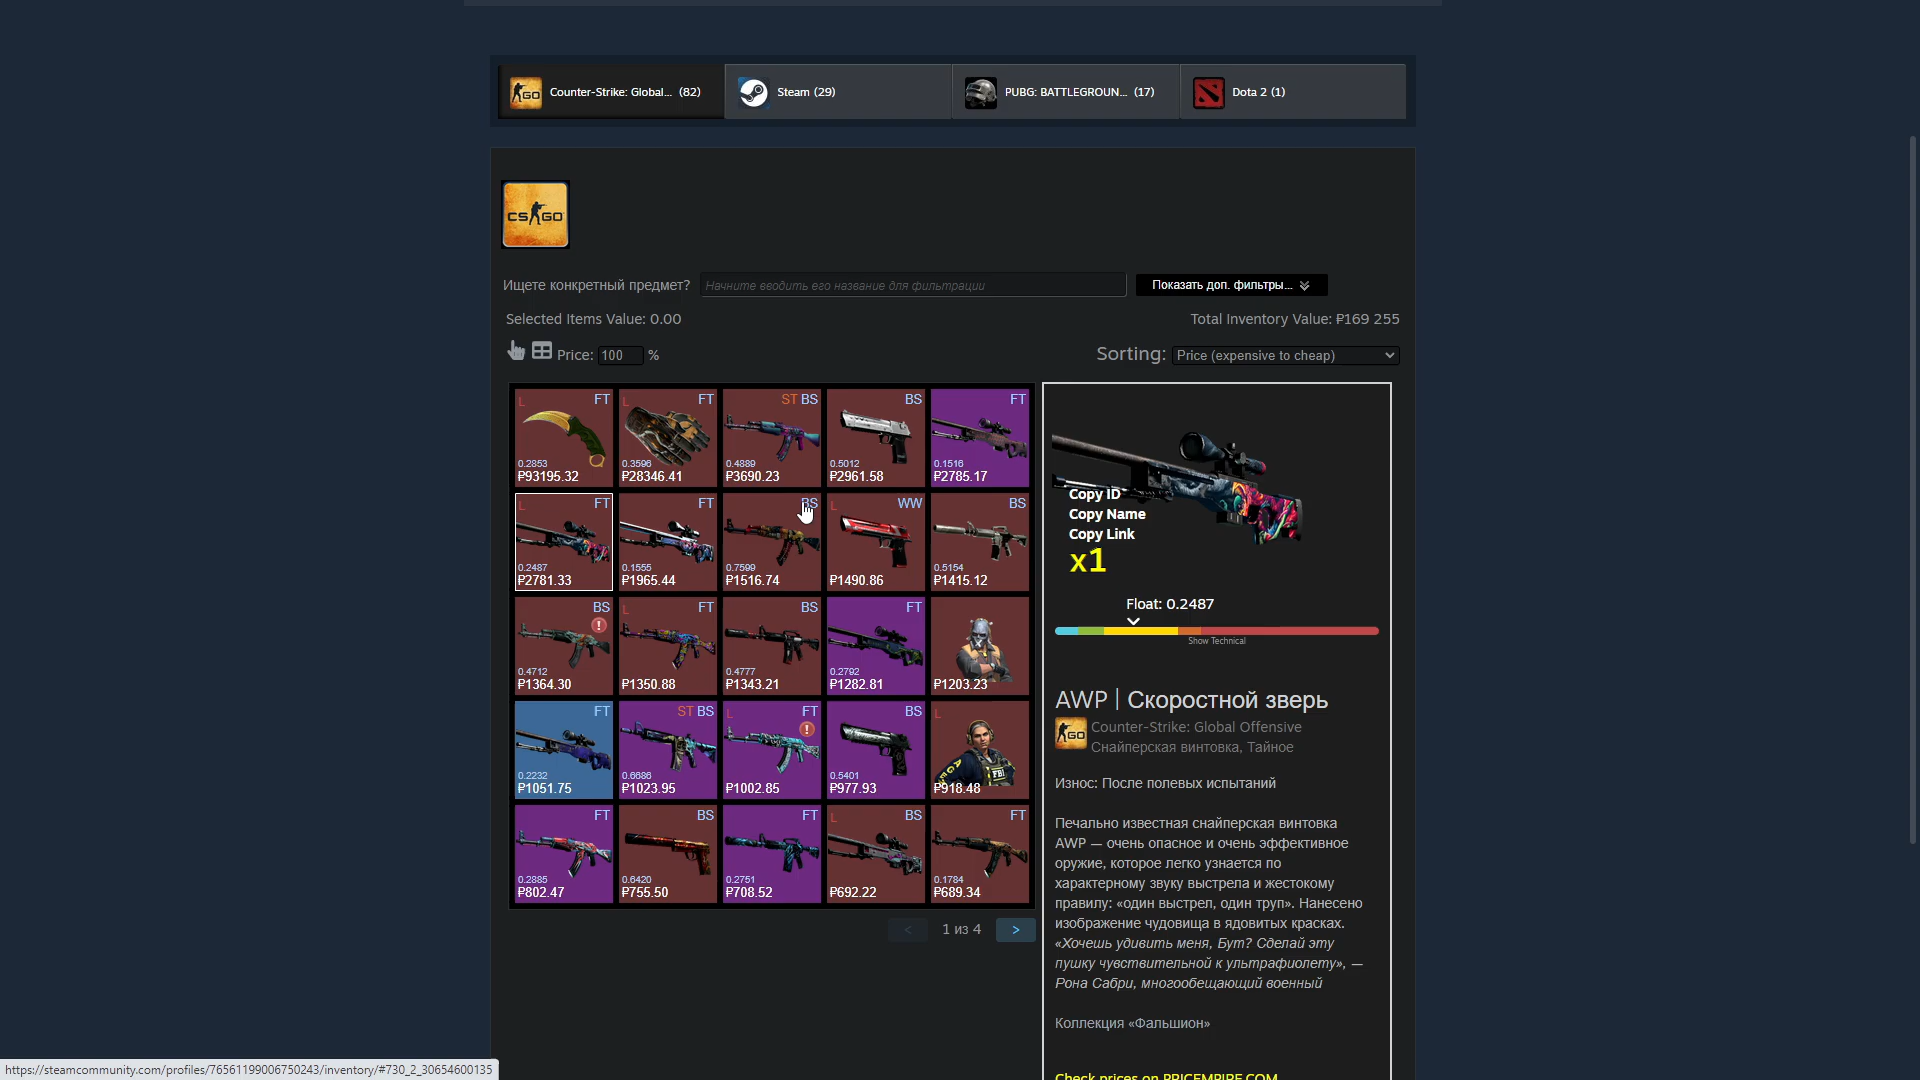 Counter-Strike: Global... (82)
Steam (29)
PUBG: BATTLEGROUN... (17)
Dota 2 (1)
CS GO
Ищете конкретный предмет?
Начните вводить его название для фильтрации
Показать доп. фильтры...
Selected Items Value: 0.00
Total Inventory Value: ₽169 255
Price: 100 %
Sorting: Price (expensive to cheap)
L FT 0.2853 ₽93195.32
L FT 0.3596 ₽28346.41
ST BS 0.4889 ₽3690.23
BS 0.5012 ₽2961.58
FT 0.1516 ₽2785.17
L FT 0.2487 ₽2781.33
FT 0.1555 ₽1965.44
BS 0.7599 ₽1516.74
L WW ₽1490.86
BS 0.5154 ₽1415.12
BS 0.4712 ₽1364.30
L FT ₽1350.88
BS 0.4777 ₽1343.21
FT 0.2792 ₽1282.81
₽1203.23
FT 0.2232 ₽1051.75
ST BS 0.6686 ₽1023.95
L FT ₽1002.85
BS 0.5401 ₽977.93
L ₽918.48
FT 0.2885 ₽802.47
BS 0.6420 ₽755.50
FT 0.2751 ₽708.52
L BS ₽692.22
FT 0.1784 ₽689.34
< 1 из 4 >
Copy ID
Copy Name
Copy Link
x1
Float: 0.2487
Show Technical
AWP | Скоростной зверь
Counter-Strike: Global Offensive
Снайперская винтовка, Тайное
Износ: После полевых испытаний
Печально известная снайперская винтовка
AWP — очень опасное и очень эффективное
оружие, которое легко узнается по
характерному звуку выстрела и жестокому
правилу: «один выстрел, один труп». Нанесено
изображение чудовища в ядовитых красках.
«Хочешь удивить меня, Бут? Сделай эту
пушку чувствительной к ультрафиолету», —
Рона Сабри, многообещающий военный
Коллекция «Фальшион»
Check prices on PRICEMPIRE.COM
https://steamcommunity.com/profiles/76561199006750243/inventory/#730_2_30654600135